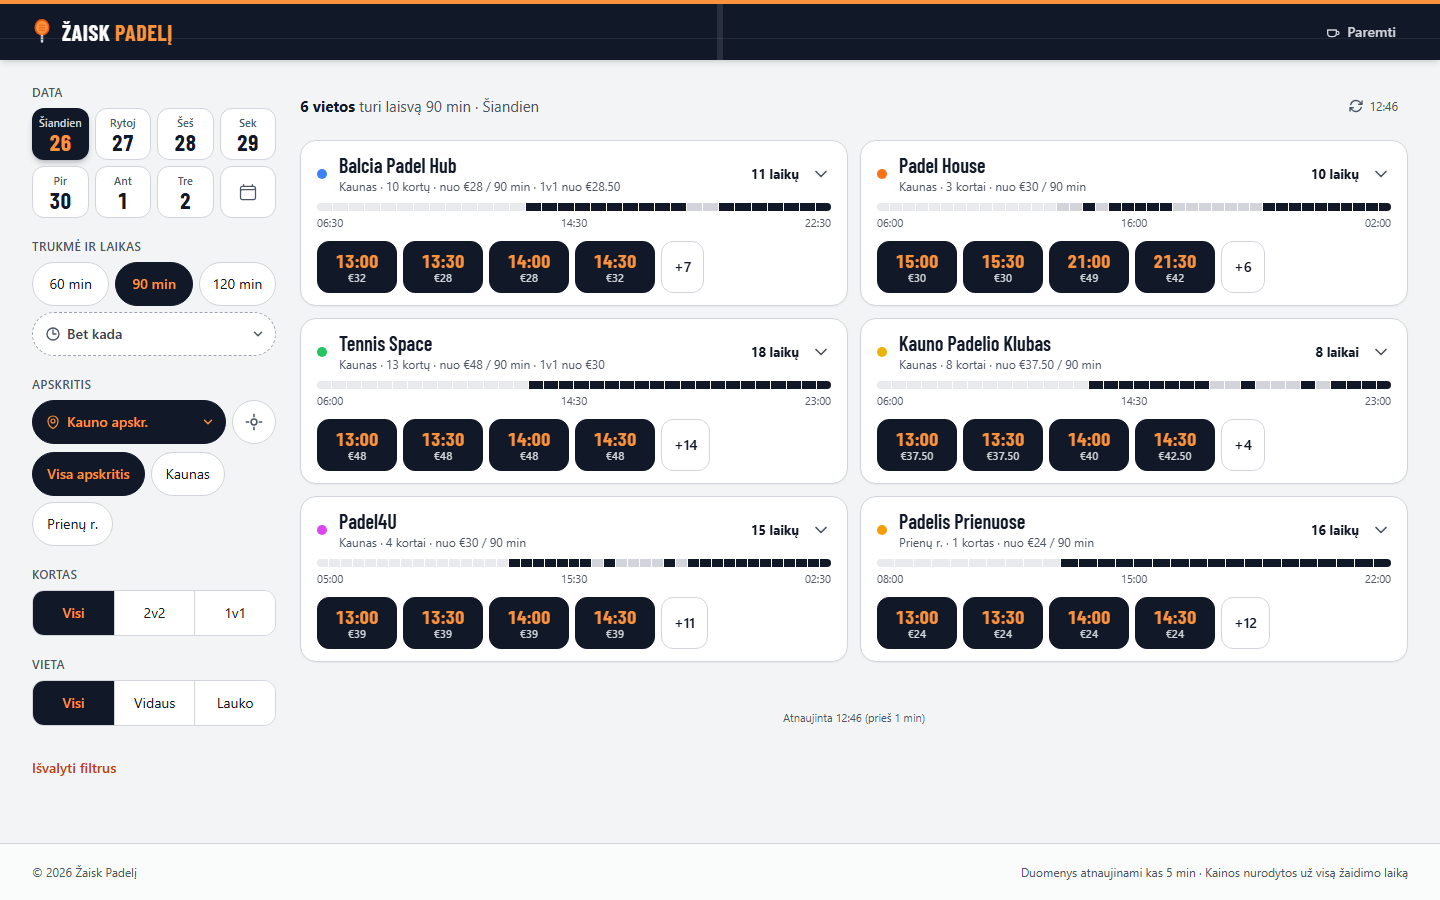 ŽAISK PADELĮ
Paremti
DATA
Šiandien
26
Rytoj
27
Šeš
28
Sek
29
Pir
30
Ant
1
Tre
2
TRUKMĖ IR LAIKAS
60 min
90 min
120 min
Bet kada
APSKRITIS
Kauno apskr.
Visa apskritis
Kaunas
Prienų r.
KORTAS
Visi
2v2
1v1
VIETA
Visi
Vidaus
Lauko
Išvalyti filtrus
6 vietos turi laisvą 90 min · Šiandien
12:46
Balcia Padel Hub
Kaunas · 10 kortų · nuo €28 / 90 min · 1v1 nuo €28.50
11 laikų
06:30 14:30 22:30
13:00 13:30 14:00 14:30
€32 €28 €28 €32
+7
Padel House
Kaunas · 3 kortai · nuo €30 / 90 min
10 laikų
06:00 16:00 02:00
15:00 15:30 21:00 21:30
€30 €30 €49 €42
+6
Tennis Space
Kaunas · 13 kortų · nuo €48 / 90 min · 1v1 nuo €30
18 laikų
06:00 14:30 23:00
13:00 13:30 14:00 14:30
€48 €48 €48 €48
+14
Kauno Padelio Klubas
Kaunas · 8 kortai · nuo €37.50 / 90 min
8 laikai
06:00 14:30 23:00
13:00 13:30 14:00 14:30
€37.50 €37.50 €40 €42.50
+4
Padel4U
Kaunas · 4 kortai · nuo €30 / 90 min
15 laikų
05:00 15:30 02:30
13:00 13:30 14:00 14:30
€39 €39 €39 €39
+11
Padelis Prienuose
Prienų r. · 1 kortas · nuo €24 / 90 min
16 laikų
08:00 15:00 22:00
13:00 13:30 14:00 14:30
€24 €24 €24 €24
+12
Atnaujinta 12:46 (prieš 1 min)
© 2026 Žaisk Padelį
Duomenys atnaujinami kas 5 min · Kainos nurodytos už visą žaidimo laiką